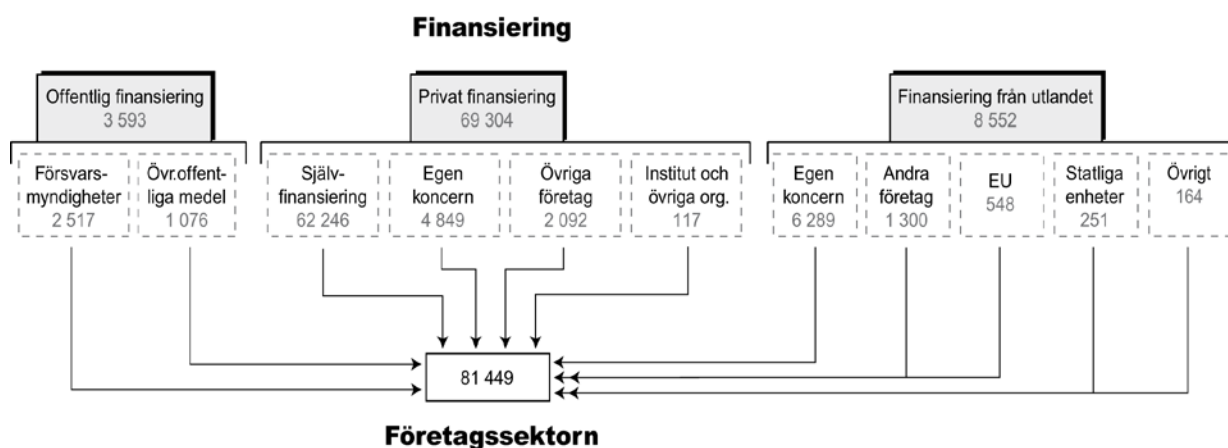 Finansiering
Offentlig finansiering
3 593
Privat finansiering
69 304
Finansiering från utlandet
8 552
Försvars-
myndigheter
2 517
Övr.offent-
liga medel
1 076
Själv-
finansiering
62 246
Egen
koncern
4 849
Övriga
företag
2 092
Institut och
övriga org.
117
Egen
koncern
6 289
Andra
företag
1 300
EU
548
Statliga
enheter
251
Övrigt
164
81 449
Företagssektorn